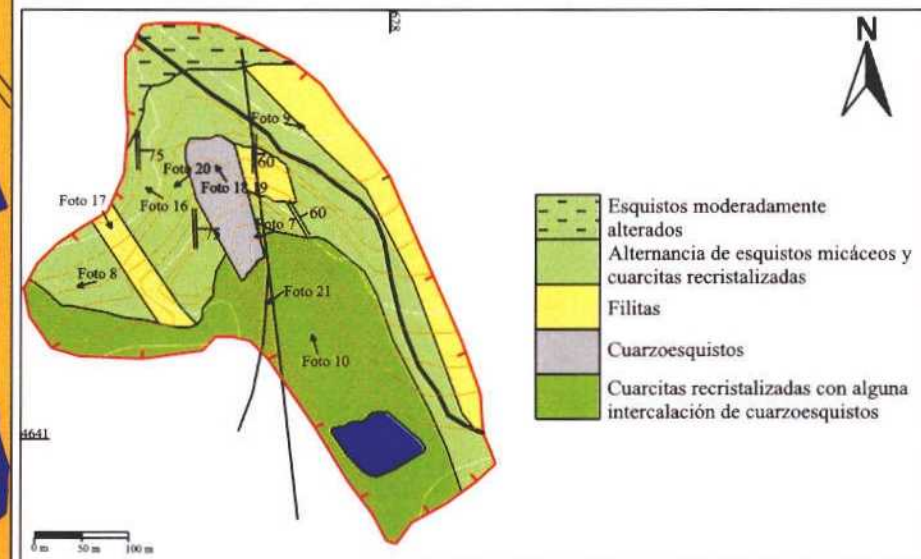 628
N
Foto 9
75
60
Foto 20
Foto 18,19
Foto 17
Foto 16
60
75
Foto 7
Foto 8
Foto 21
Foto 10
4641
0 m 50 m 100 m
Esquistos moderadamente
alterados
Alternancia de esquistos micáceos y
cuarcitas recristalizadas
Filitas
Cuarzoesquistos
Cuarcitas recristalizadas con alguna
intercalación de cuarzoesquistos